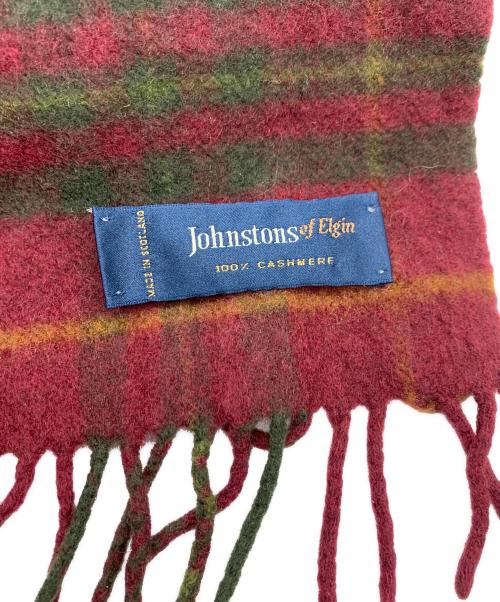 MADE IN SCOTLAND
Johnstons of Elgin
100% CASHMERE